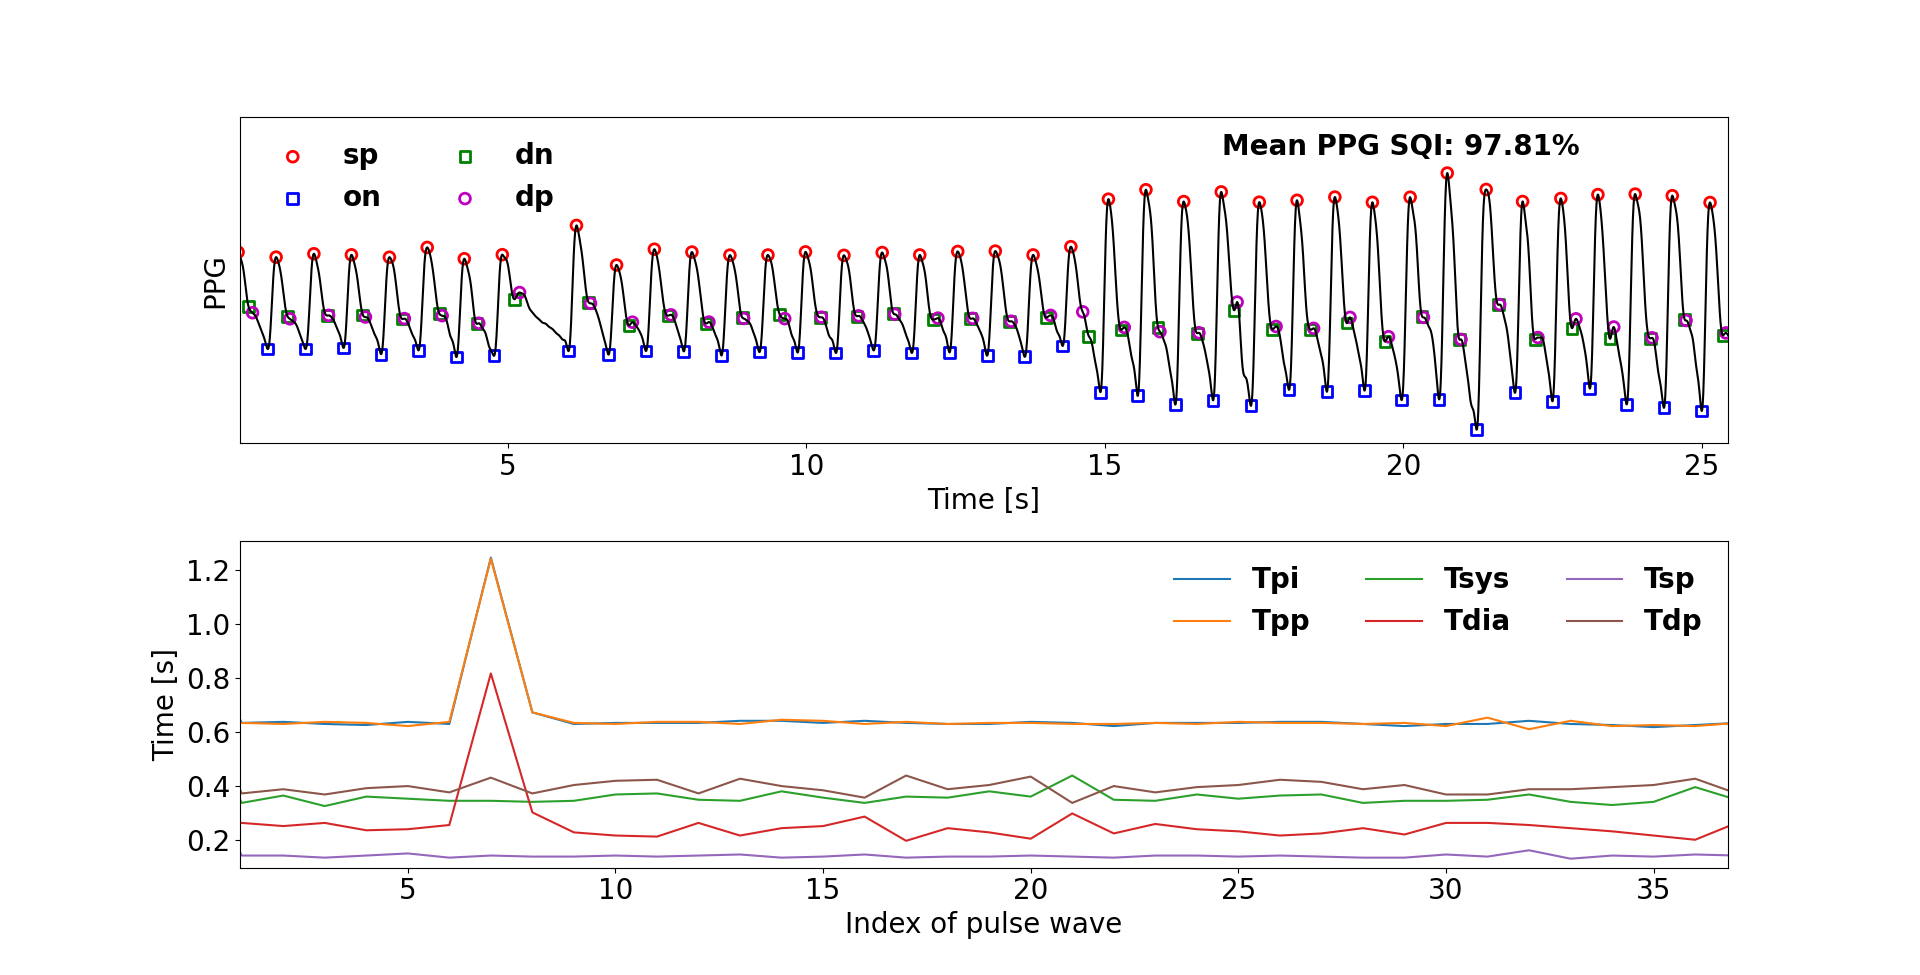 Mean PPG SQI: 97.81%
sp dn
on dp
PPG
5 10 15 20 25
Time [s]
1.2
1.0
0.8
0.6
0.4
0.2
Time [s]
Tpi Tsys Tsp
Tpp Tdia Tdp
5 10 15 20 25 30 35
Index of pulse wave